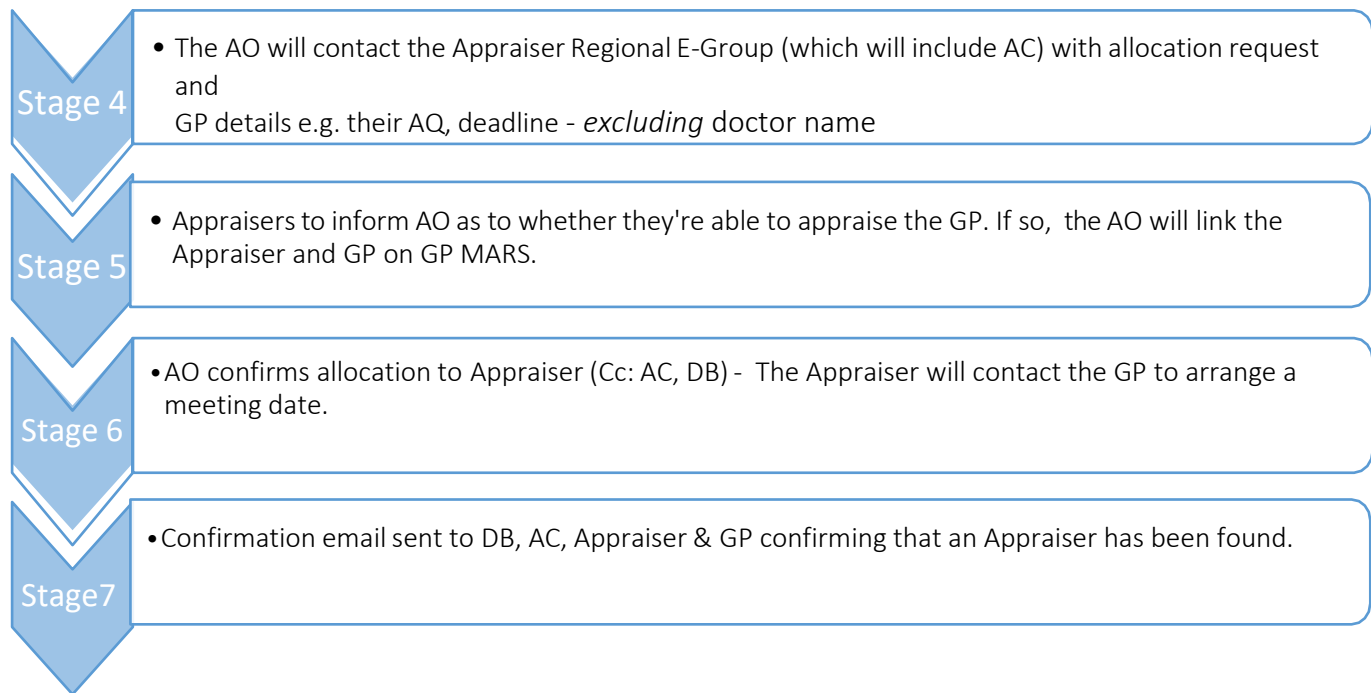 Stage 4
• The AO will contact the Appraiser Regional E-Group (which will include AC) with allocation request
and
GP details e.g. their AQ, deadline - excluding doctor name
Stage 5
• Appraisers to inform AO as to whether they're able to appraise the GP. If so,  the AO will link the
Appraiser and GP on GP MARS.
Stage 6
•AO confirms allocation to Appraiser (Cc: AC, DB) -  The Appraiser will contact the GP to arrange a
meeting date.
Stage7
•Confirmation email sent to DB, AC, Appraiser & GP confirming that an Appraiser has been found.